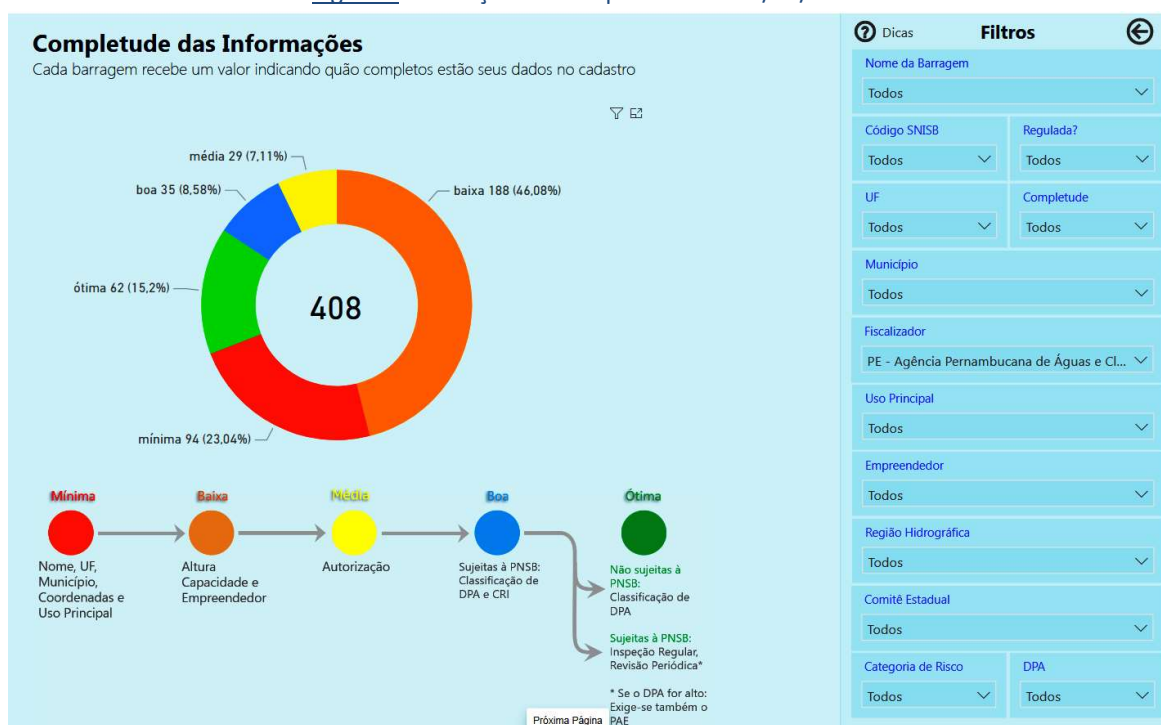 Completude das Informações
Cada barragem recebe um valor indicando quão completos estão seus dados no cadastro
média 29 (7,11%)
boa 35 (8,58%)
baixa 188 (46,08%)
ótima 62 (15,2%)
408
mínima 94 (23,04%)
Mínima
Nome, UF,
Município,
Coordenadas e
Uso Principal
Baixa
Altura
Capacidade e
Empreendedor
Média
Autorização
Boa
Sujeitas à PNSB:
Classificação de
DPA e CRI
Ótima
Não sujeitas à
PNSB:
Classificação de
DPA
Sujeitas à PNSB:
Inspeção Regular,
Revisão Periódica*
* Se o DPA for alto:
Exige-se também o
PAE
Próxima Página
Dicas
Filtros
Nome da Barragem
Todos
Código SNISB
Todos
Regulada?
Todos
UF
Todos
Completude
Todos
Município
Todos
Fiscalizador
PE - Agência Pernambucana de Águas e Cl...
Uso Principal
Todos
Empreendedor
Todos
Região Hidrográfica
Todos
Comitê Estadual
Todos
Categoria de Risco
Todos
DPA
Todos